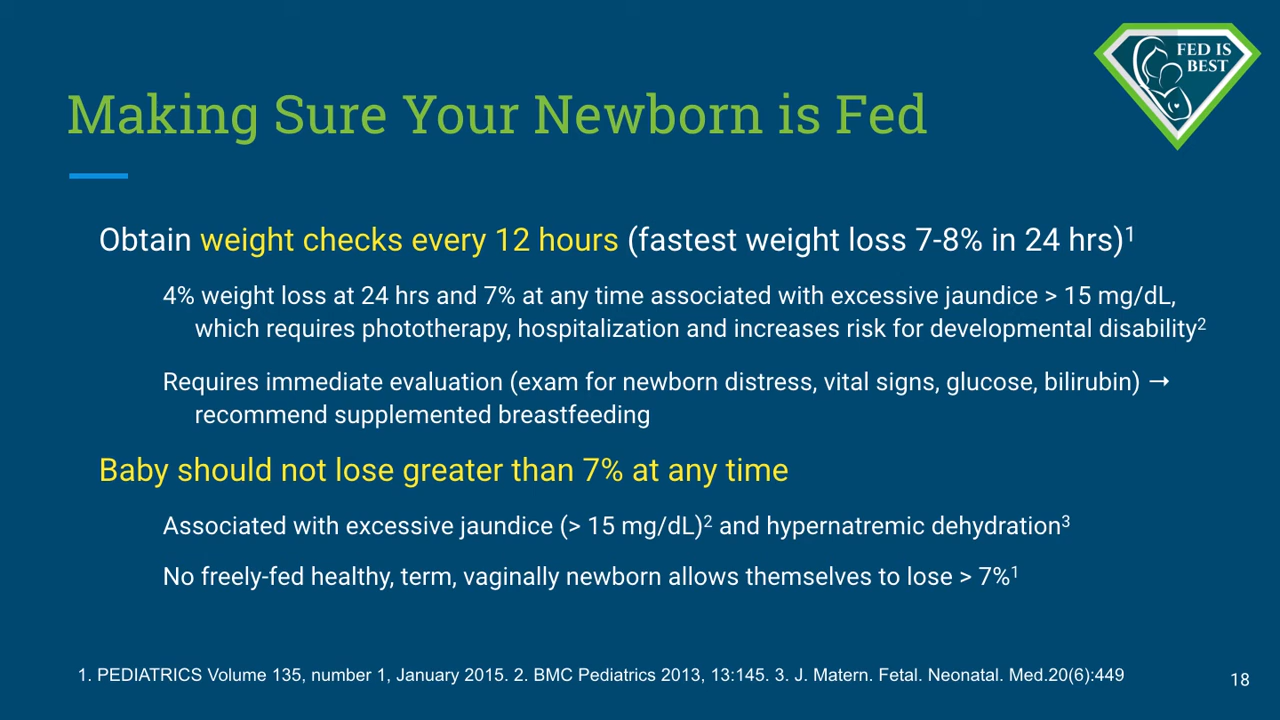 FED IS
BEST
Making Sure Your Newborn is Fed
Obtain weight checks every 12 hours (fastest weight loss 7-8% in 24 hrs)¹
4% weight loss at 24 hrs and 7% at any time associated with excessive jaundice > 15 mg/dL,
which requires phototherapy, hospitalization and increases risk for developmental disability²
Requires immediate evaluation (exam for newborn distress, vital signs, glucose, bilirubin) →
recommend supplemented breastfeeding
Baby should not lose greater than 7% at any time
Associated with excessive jaundice (> 15 mg/dL)² and hypernatremic dehydration³
No freely-fed healthy, term, vaginally newborn allows themselves to lose > 7%¹
1. PEDIATRICS Volume 135, number 1, January 2015. 2. BMC Pediatrics 2013, 13:145. 3. J. Matern. Fetal. Neonatal. Med.20(6):449
18